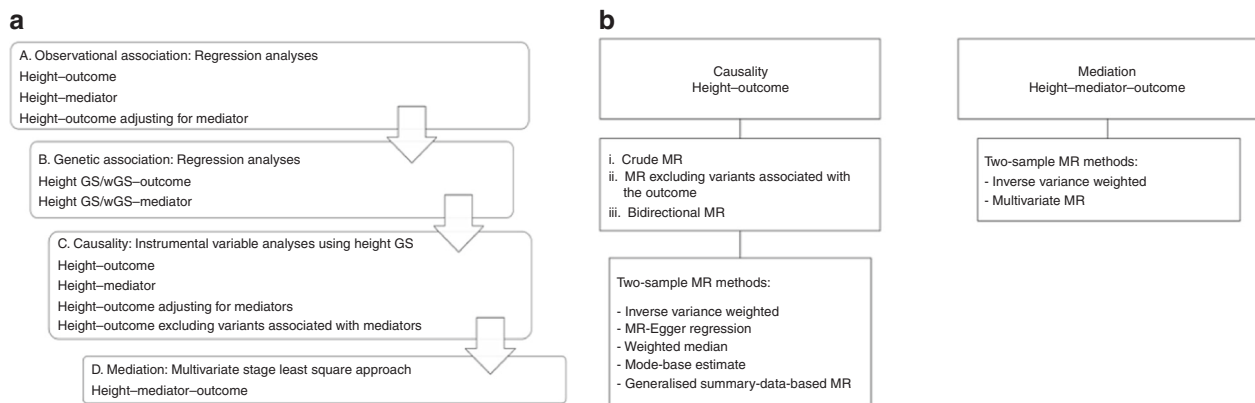 a
A. Observational association: Regression analyses
Height–outcome
Height–mediator
Height–outcome adjusting for mediator
B. Genetic association: Regression analyses
Height GS/wGS–outcome
Height GS/wGS–mediator
C. Causality: Instrumental variable analyses using height GS
Height–outcome
Height–mediator
Height–outcome adjusting for mediators
Height–outcome excluding variants associated with mediators
D. Mediation: Multivariate stage least square approach
Height–mediator–outcome
b
Causality
Height–outcome
i. Crude MR
ii. MR excluding variants associated with
the outcome
iii. Bidirectional MR
Two-sample MR methods:
- Inverse variance weighted
- MR-Egger regression
- Weighted median
- Mode-base estimate
- Generalised summary-data-based MR
Mediation
Height–mediator–outcome
Two-sample MR methods:
- Inverse variance weighted
- Multivariate MR